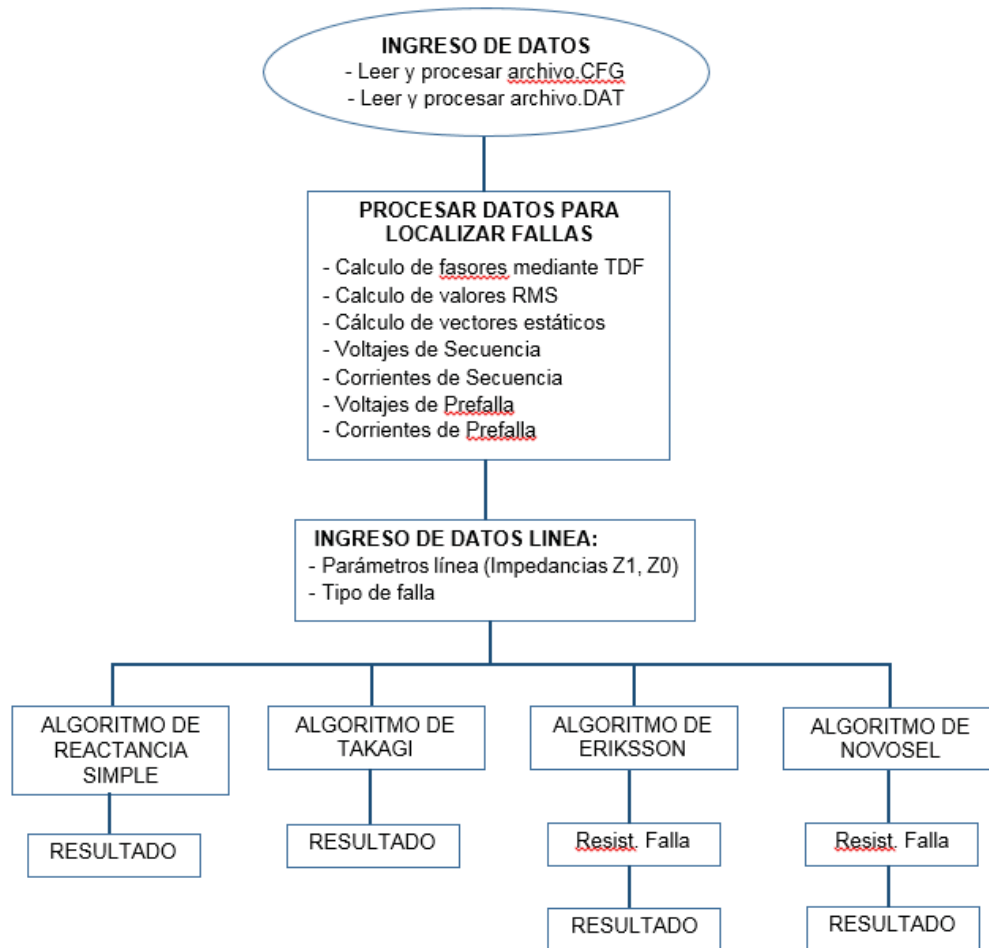 INGRESO DE DATOS
- Leer y procesar archivo.CFG
- Leer y procesar archivo.DAT
PROCESAR DATOS PARA
LOCALIZAR FALLAS
- Calculo de fasores mediante TDF
- Calculo de valores RMS
- Cálculo de vectores estáticos
- Voltajes de Secuencia
- Corrientes de Secuencia
- Voltajes de Prefalla
- Corrientes de Prefalla
INGRESO DE DATOS LINEA:
- Parámetros línea (Impedancias Z1, Z0)
- Tipo de falla
ALGORITMO DE
REACTANCIA
SIMPLE
RESULTADO
ALGORITMO DE
TAKAGI
RESULTADO
ALGORITMO DE
ERIKSSON
Resist. Falla
RESULTADO
ALGORITMO DE
NOVOSEL
Resist. Falla
RESULTADO